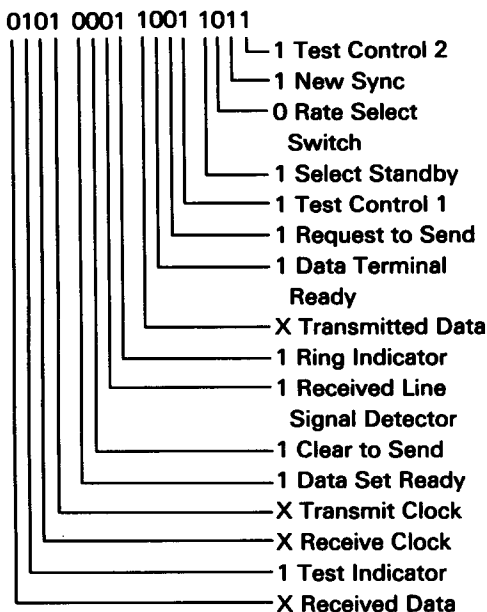 0101 0001 1001 1011
1 Test Control 2
1 New Sync
0 Rate Select
Switch
1 Select Standby
1 Test Control 1
1 Request to Send
1 Data Terminal
Ready
X Transmitted Data
1 Ring Indicator
1 Received Line
Signal Detector
1 Clear to Send
1 Data Set Ready
X Transmit Clock
X Receive Clock
1 Test Indicator
X Received Data